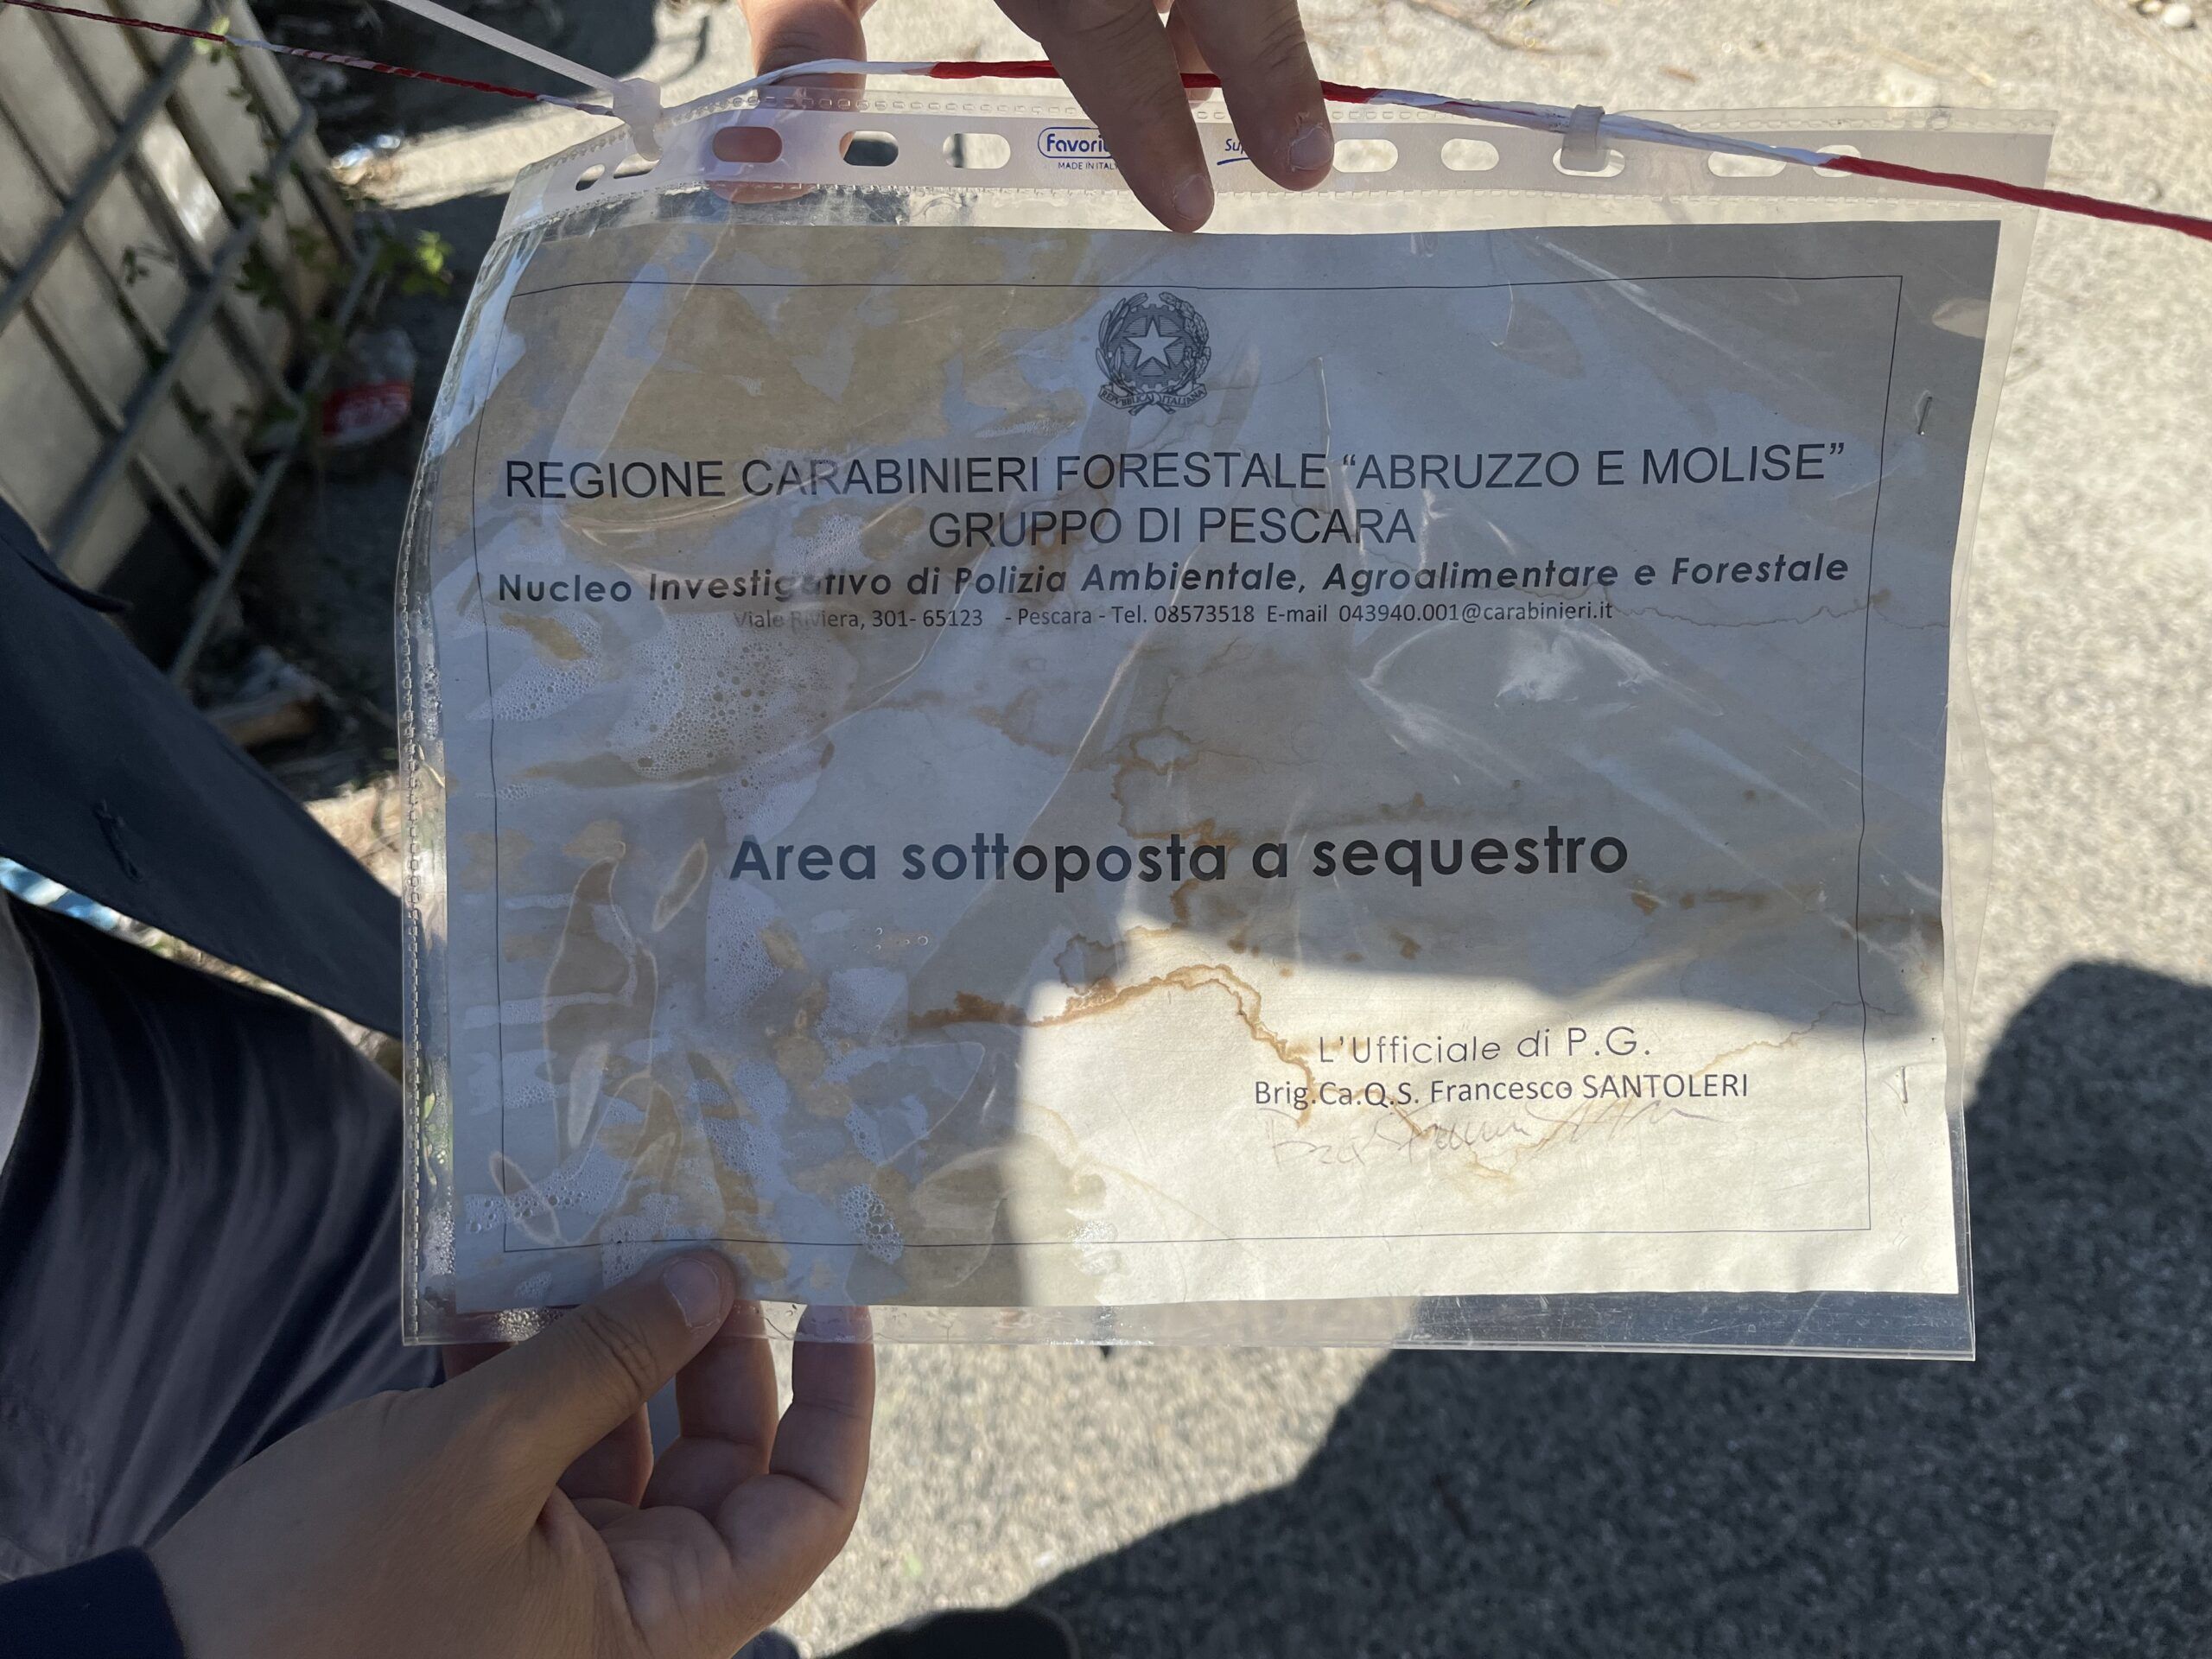 Favorit
MADE IN ITAL
REPVBBLICA ITALIANA
REGIONE CARABINIERI FORESTALE “ABRUZZO E MOLISE”
GRUPPO DI PESCARA
Nucleo Investigativo di Polizia Ambientale, Agroalimentare e Forestale
Viale Riviera, 301- 65123 - Pescara - Tel. 08573518 E-mail 043940.001@carabinieri.it
Area sottoposta a sequestro
L'Ufficiale di P.G.
Brig.Ca.Q.S. Francesco SANTOLERI